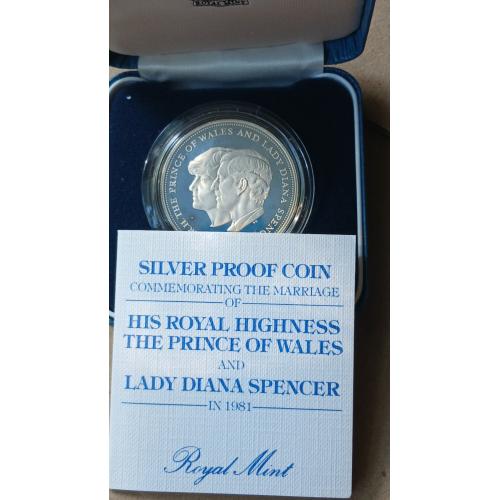 H THE PRINCE OF WALES AND LADY DIANA SPENC
SILVER PROOF COIN
COMMEMORATING THE MARRIAGE
OF
HIS ROYAL HIGHNESS
THE PRINCE OF WALES
AND
LADY DIANA SPENCER
IN 1981
Royal Mint